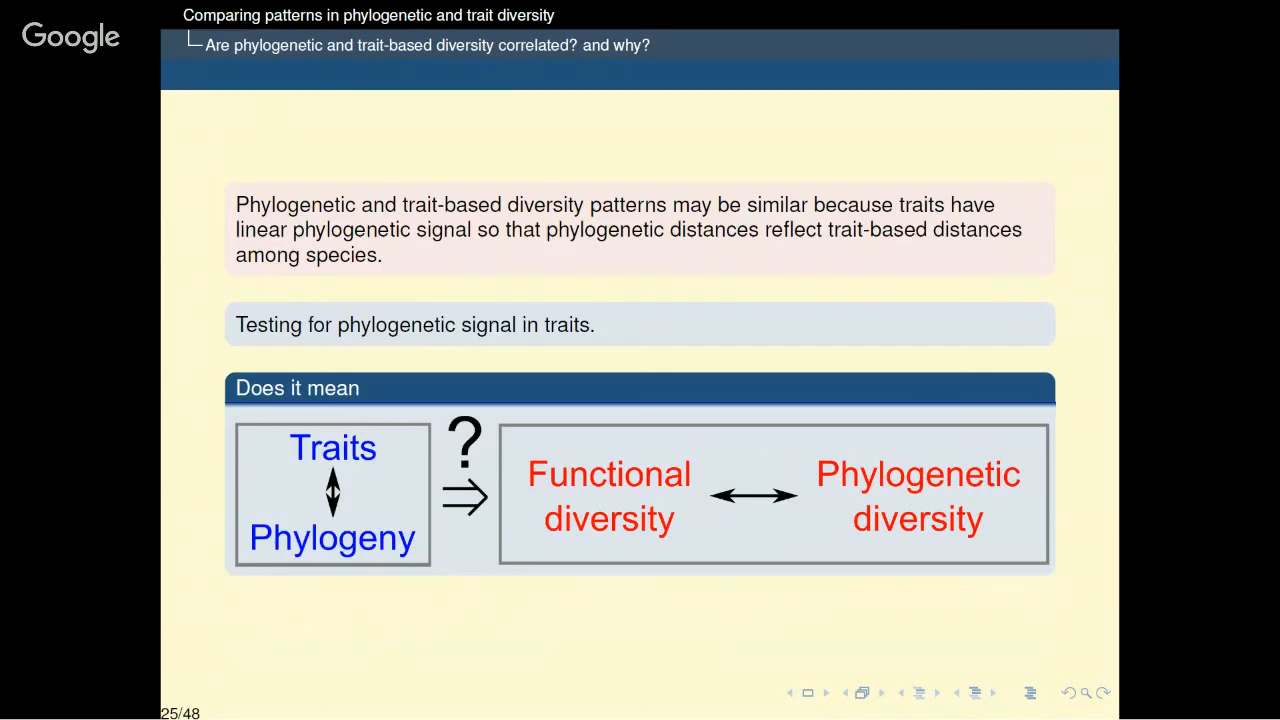 Comparing patterns in phylogenetic and trait diversity
Google
Are phylogenetic and trait-based diversity correlated? and why?
Phylogenetic and trait-based diversity patterns may be similar because traits have
linear phylogenetic signal so that phylogenetic distances reflect trait-based distances
among species.
Testing for phylogenetic signal in traits.
Does it mean
Traits
Phylogeny
?
Functional
diversity
Phylogenetic
diversity
25/48